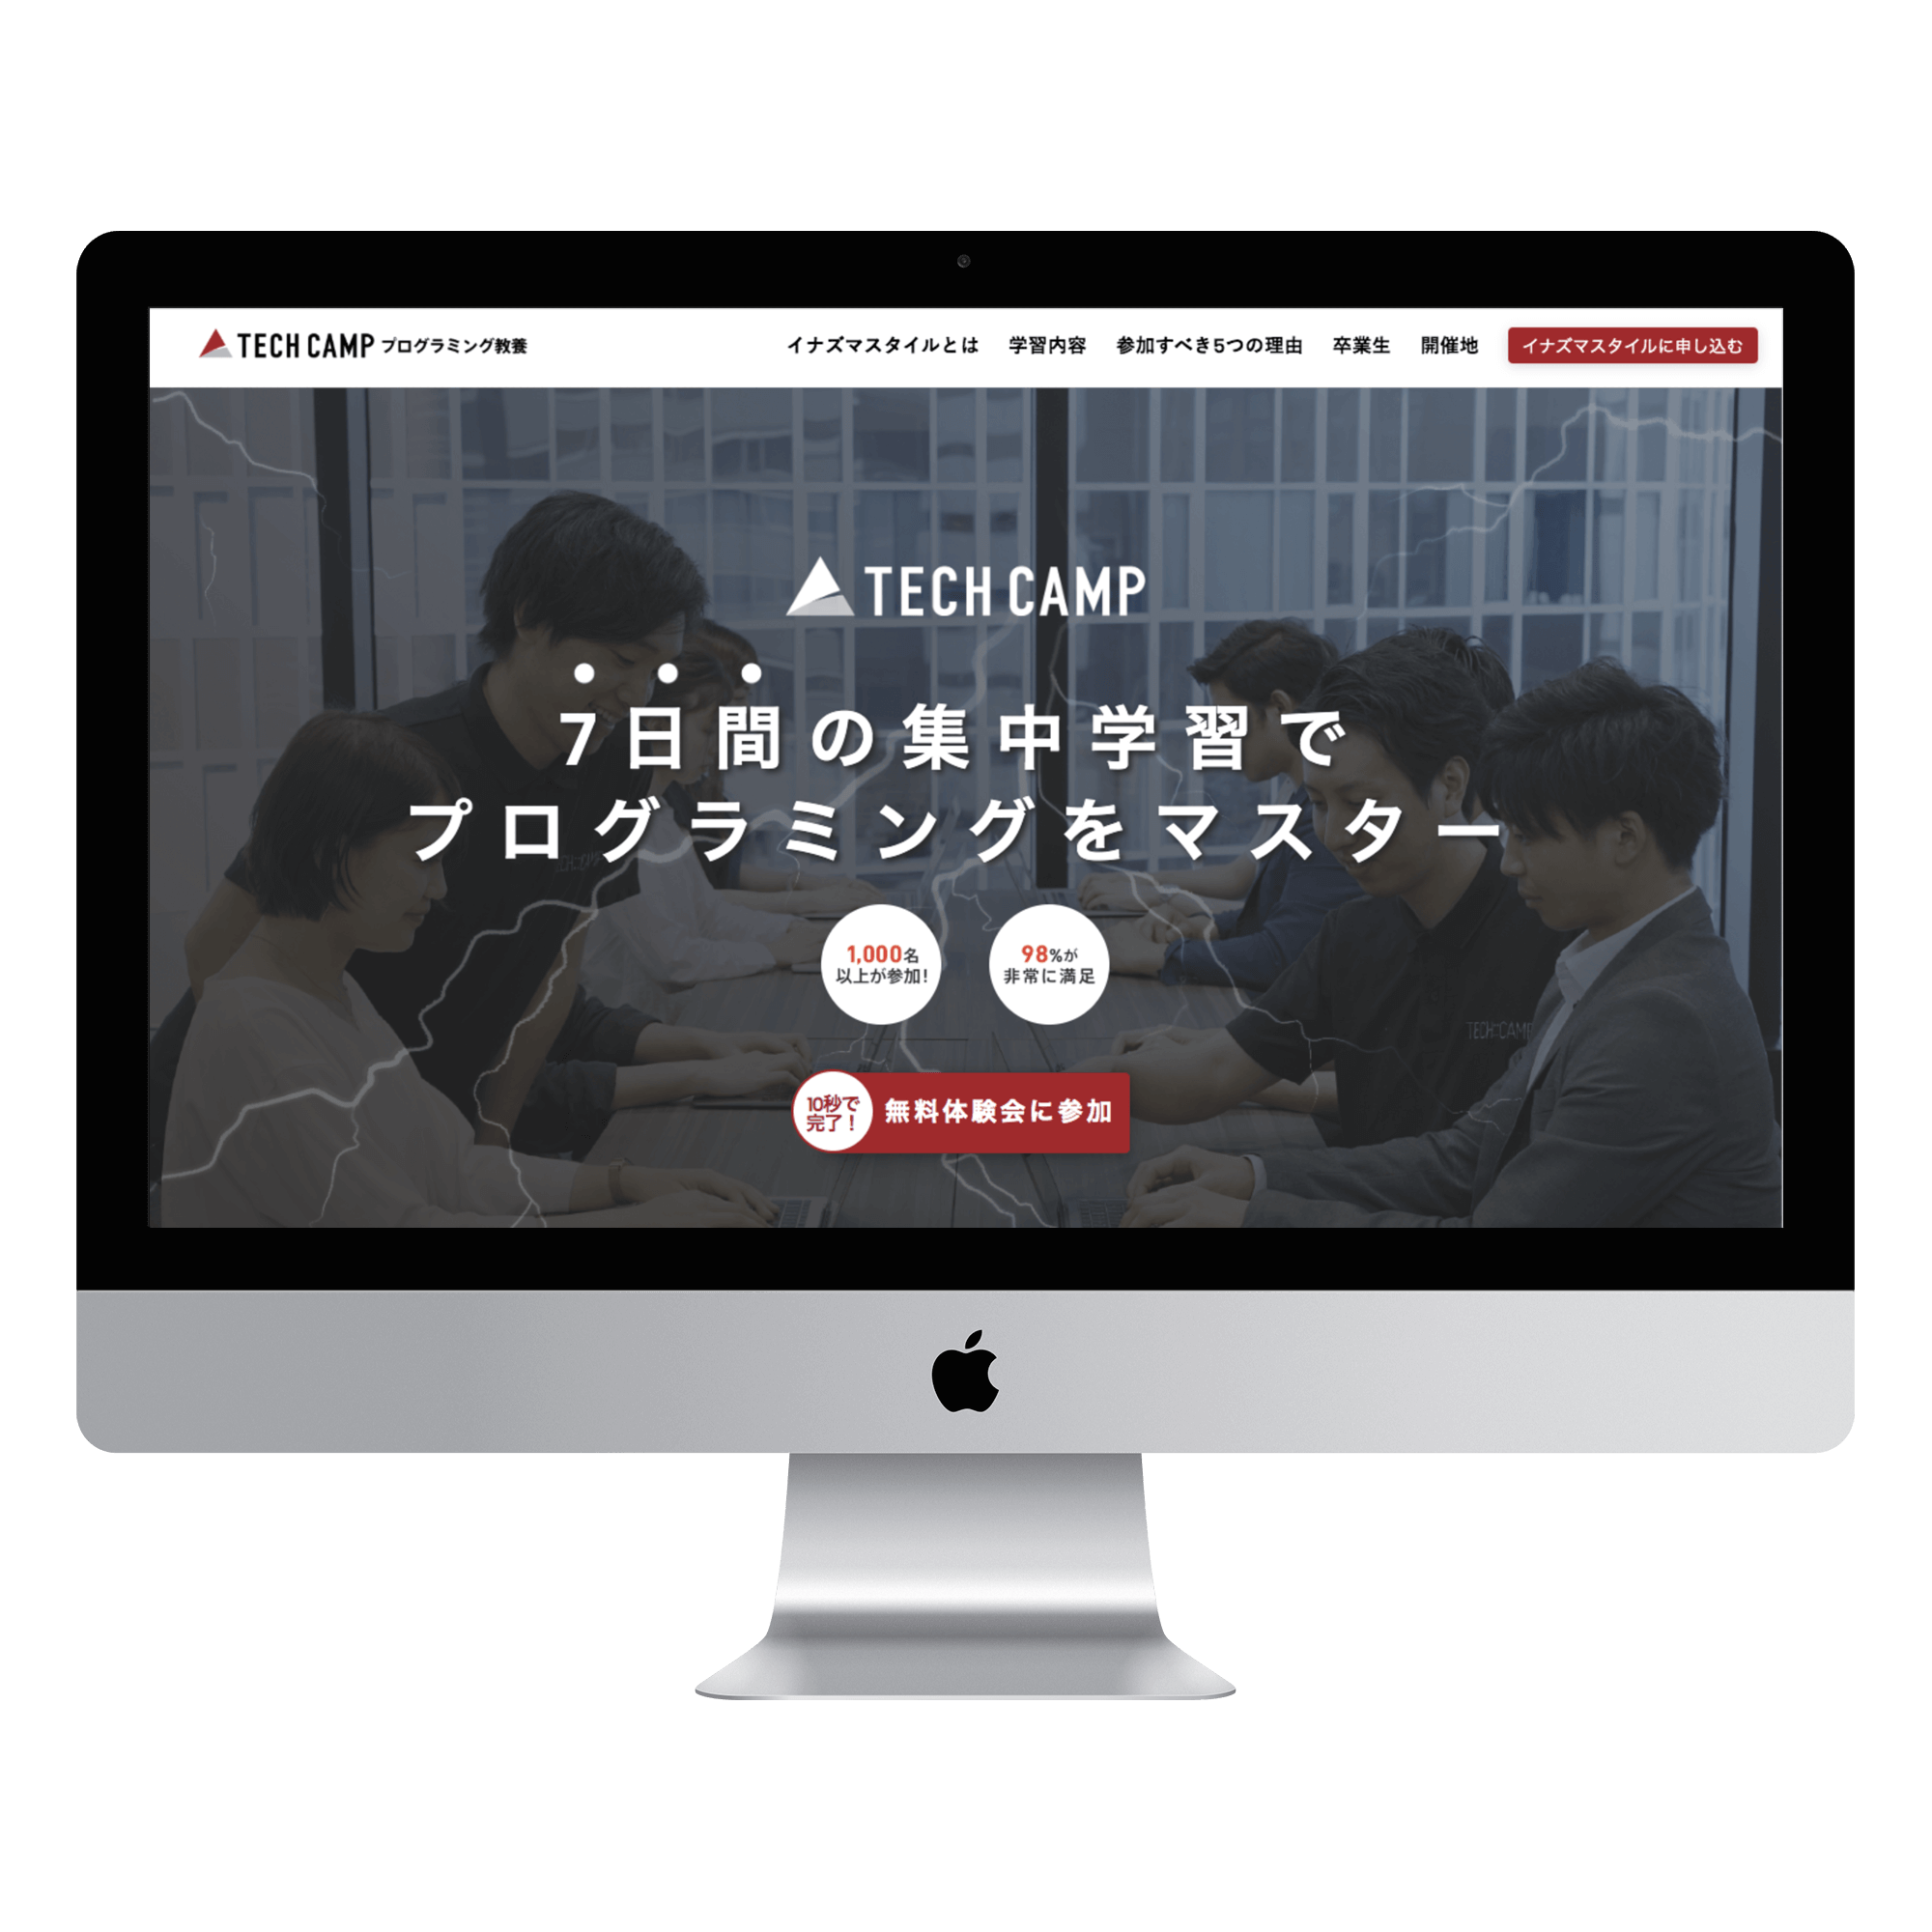 TECH CAMP プログラミング教養
イナズマスタイルとは 学習内容 参加すべき5つの理由 卒業生 開催地 イナズマスタイルに申し込む
TECH CAMP
7日間の集中学習で
プログラミングをマスター
1,000名
以上が参加!
98%が
非常に満足
TECH::CAMP
10秒で
完了!
無料体験会に参加